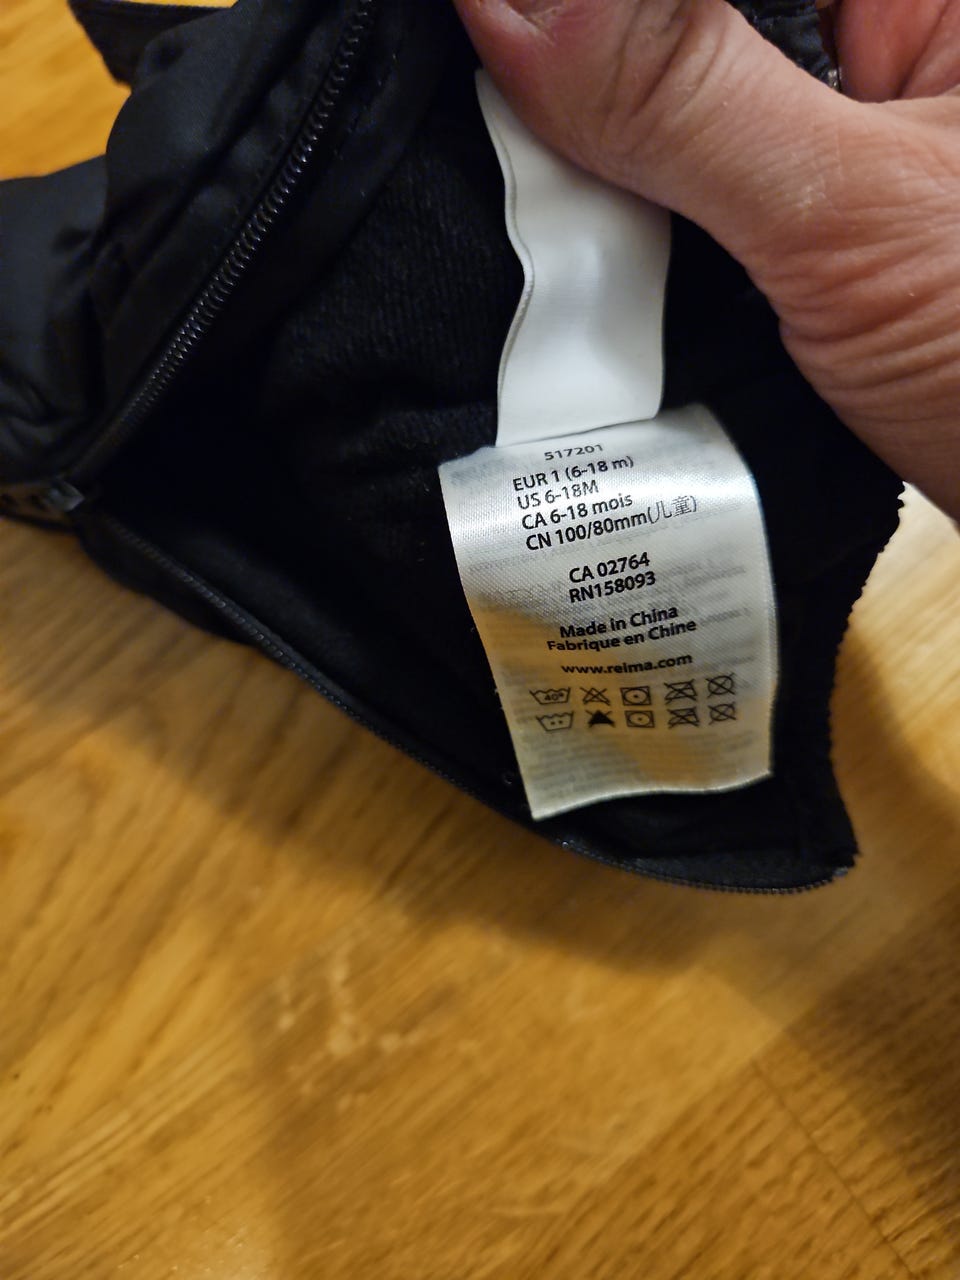 517201
EUR 1 (6-18 m)
US 6-18M
CA 6-18 mois
CN 100/80mm(儿童)
CA 02764
RN158093
Made in China
Fabrique en Chine
www.reima.com
40°